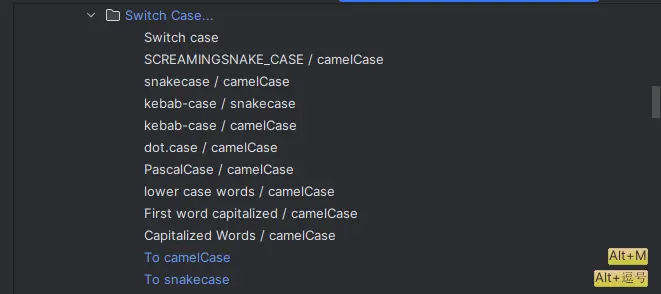 Switch Case...
Switch case
SCREAMINGSNAKE_CASE / camelCase
snakecase / camelCase
kebab-case / snakecase
kebab-case / camelCase
dot.case / camelCase
PascalCase / camelCase
lower case words / camelCase
First word capitalized / camelCase
Capitalized Words / camelCase
To camelCase Alt+M
To snakecase Alt+逗号